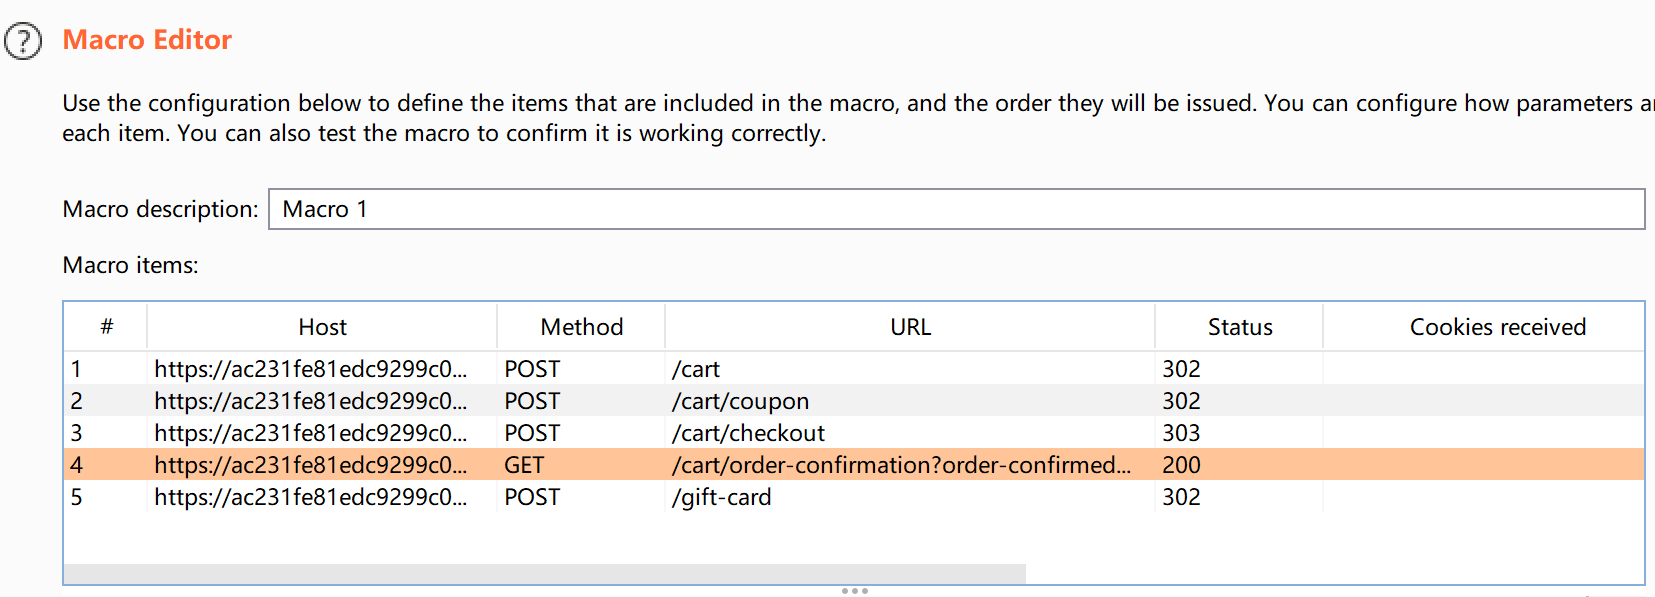 ?
Macro Editor
Use the configuration below to define the items that are included in the macro, and the order they will be issued. You can configure how parameters
each item. You can also test the macro to confirm it is working correctly.
Macro description: Macro 1
Macro items:
# Host Method URL Status Cookies received
1 https://ac231fe81edc9299c0... POST /cart 302
2 https://ac231fe81edc9299c0... POST /cart/coupon 302
3 https://ac231fe81edc9299c0... POST /cart/checkout 303
4 https://ac231fe81edc9299c0... GET /cart/order-confirmation?order-confirmed... 200
5 https://ac231fe81edc9299c0... POST /gift-card 302